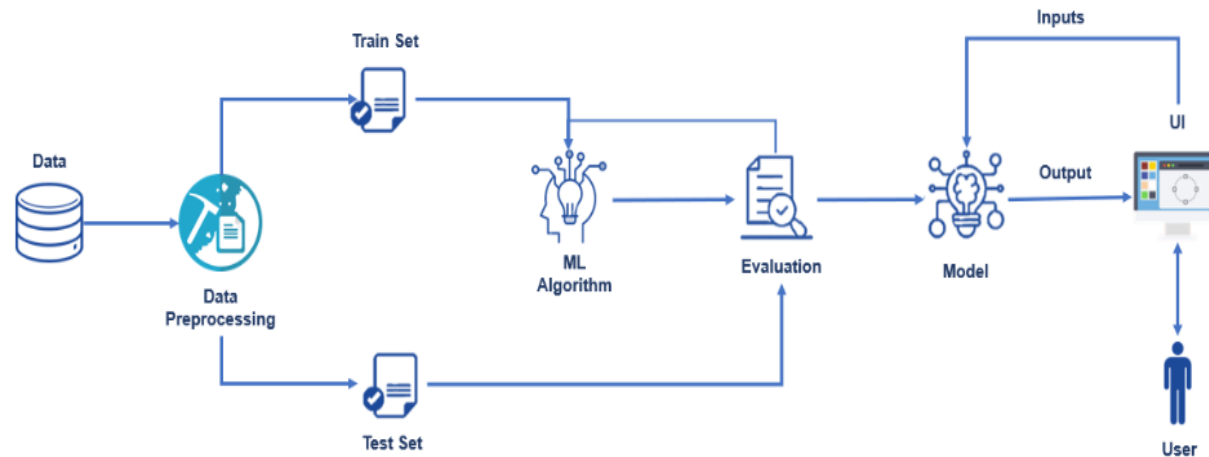 Inputs
Train Set
UI
Data
Output
ML
Algorithm
Evaluation
Model
Data
Preprocessing
Test Set
User